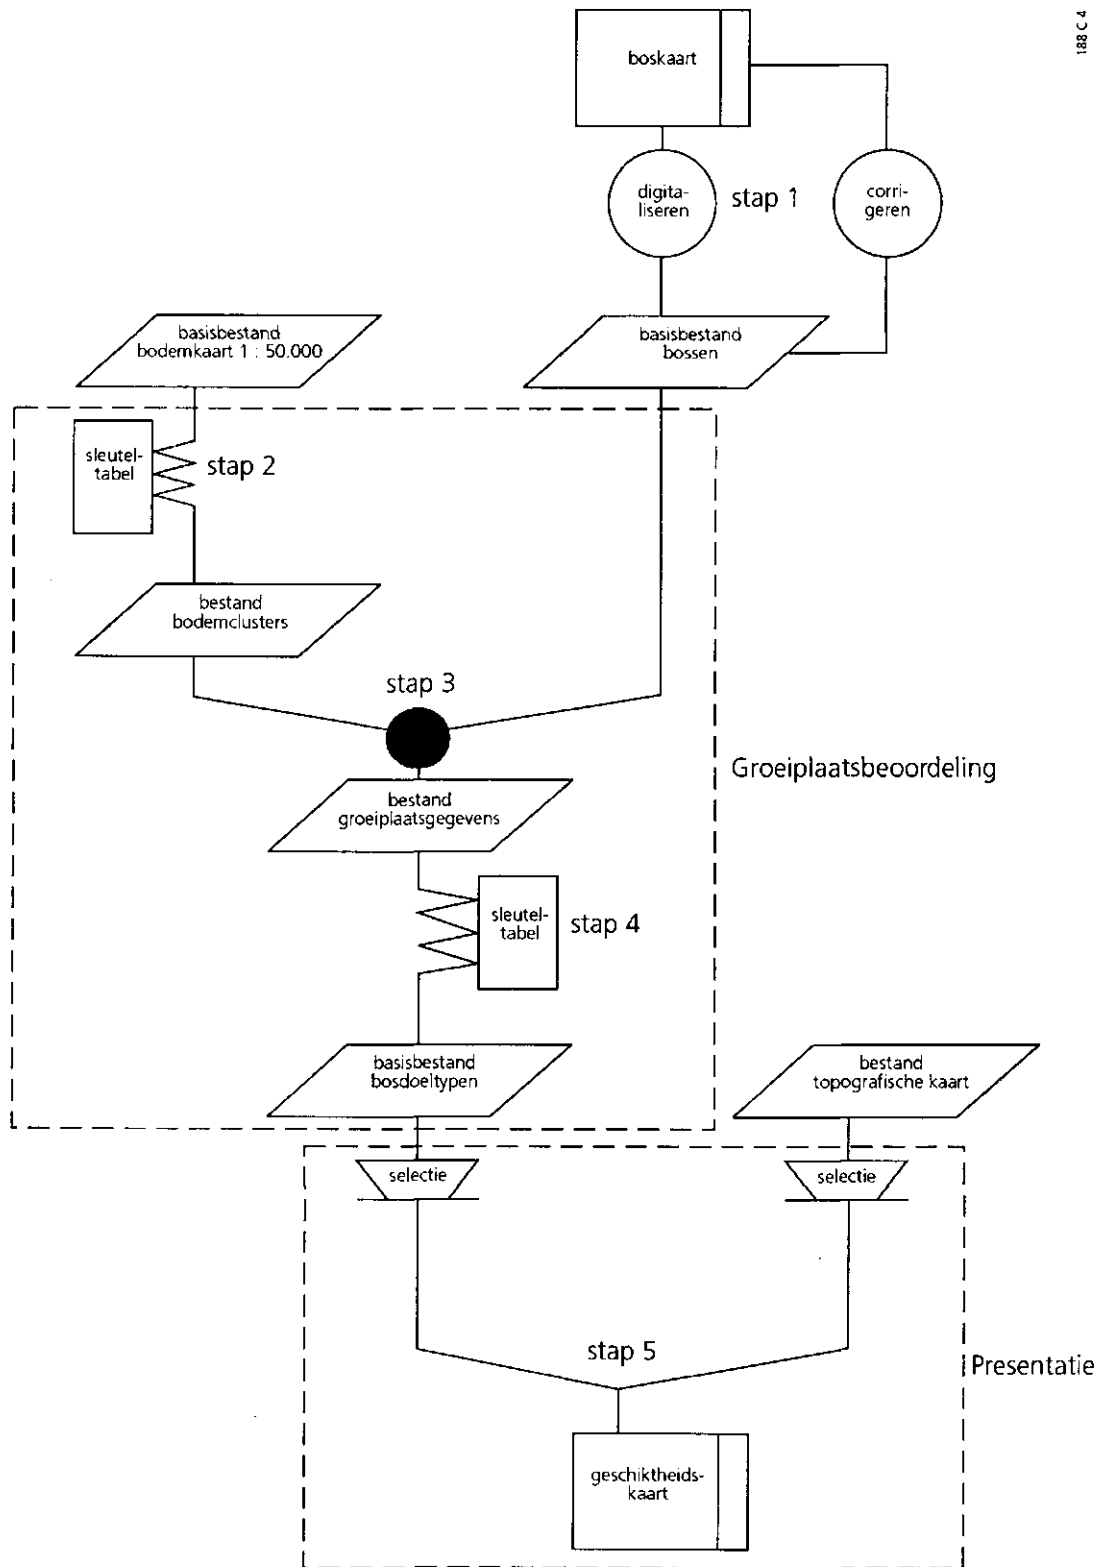 188 C 4
boskaart
digita-
liseren
stap 1
corri-
geren
basisbestand
bodemkaart 1 : 50.000
basisbestand
bossen
sleutel-
tabel
stap 2
bestand
bodemclusters
stap 3
Groeiplaatsbeoordeling
bestand
groeiplaatsgegevens
sleutel-
tabel
stap 4
basisbestand
bosdoeltypen
bestand
topografische kaart
selectie
selectie
stap 5
Presentatie
geschiktheids-
kaart